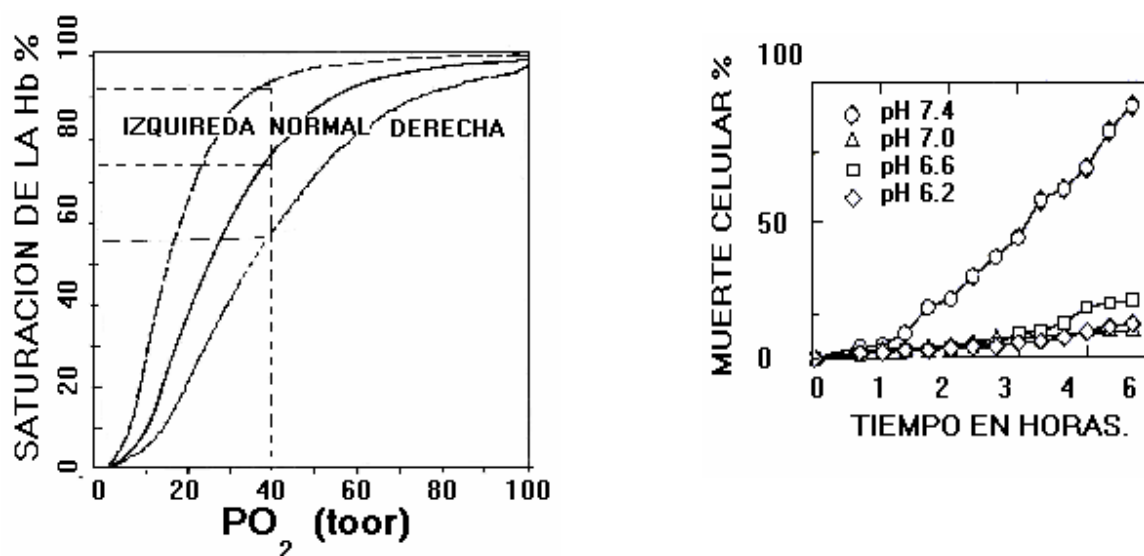 SATURACION DE LA Hb %
100
80
60
40
20
0
IZQUIREDA NORMAL DERECHA
0 20 40 60 80 100
PO2 (toor)
MUERTE CELULAR %
100
50
0
pH 7.4
pH 7.0
pH 6.6
pH 6.2
0 1 2 3 4 6
TIEMPO EN HORAS.